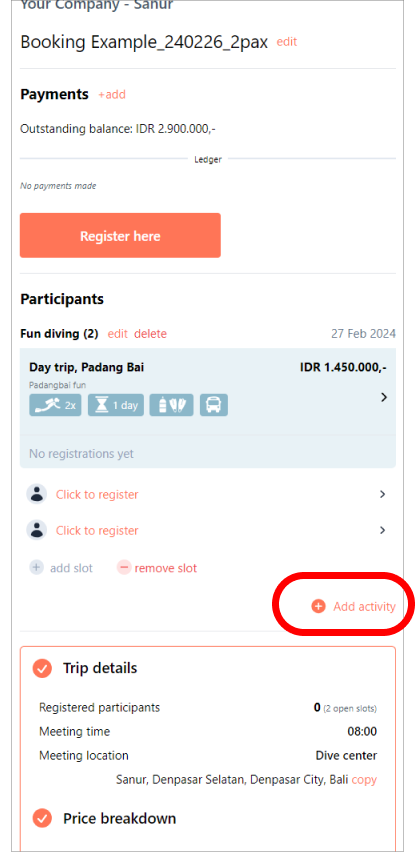 Your Company - Sanur
Booking Example_240226_2pax edit
Payments +add
Outstanding balance: IDR 2.900.000,-
Ledger
No payments made
Register here
Participants
Fun diving (2) edit delete 27 Feb 2024
Day trip, Padang Bai IDR 1.450.000,-
Padangbai fun
2x 1 day
No registrations yet
Click to register
Click to register
add slot remove slot
Add activity
Trip details
Registered participants 0 (2 open slots)
Meeting time 08:00
Meeting location Dive center
Sanur, Denpasar Selatan, Denpasar City, Bali copy
Price breakdown